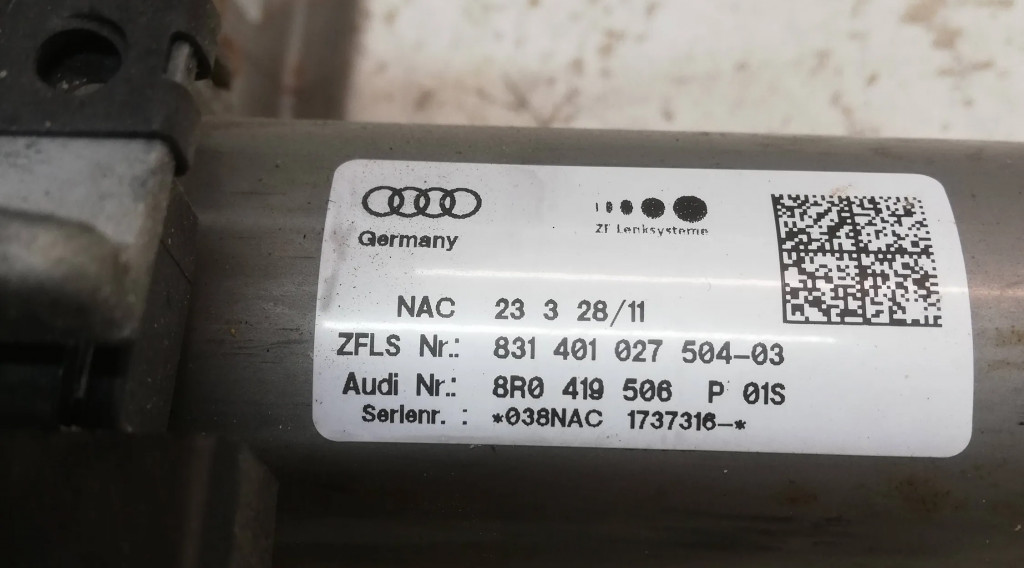 Germany
ZF Lenksysteme
NAC 23 3 28/11
ZFLS Nr.: 831 401 027 504-03
Audi Nr.: 8R0 419 506 P 01S
Serienr. : *038NAC 1737316-*